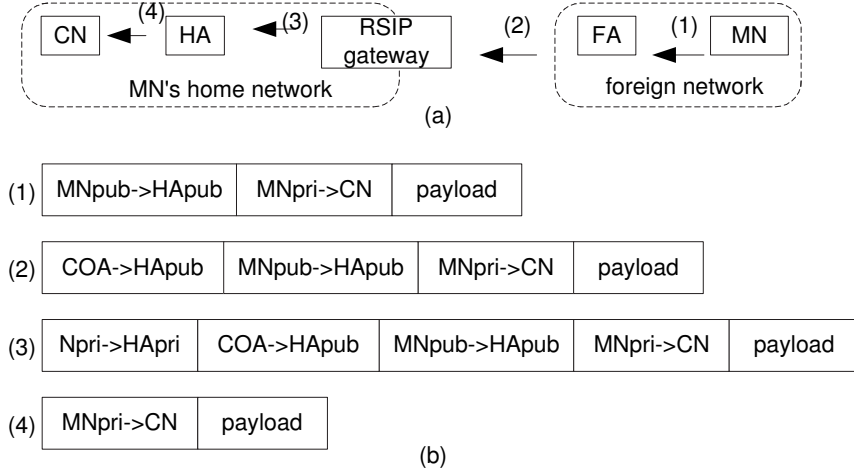 (4) (3) (2) (1)
CN HA RSIP gateway FA MN
MN's home network foreign network
(a)
(1) MNpub->HApub MNpri->CN payload
(2) COA->HApub MNpub->HApub MNpri->CN payload
(3) Npri->HApri COA->HApub MNpub->HApub MNpri->CN payload
(4) MNpri->CN payload
(b)